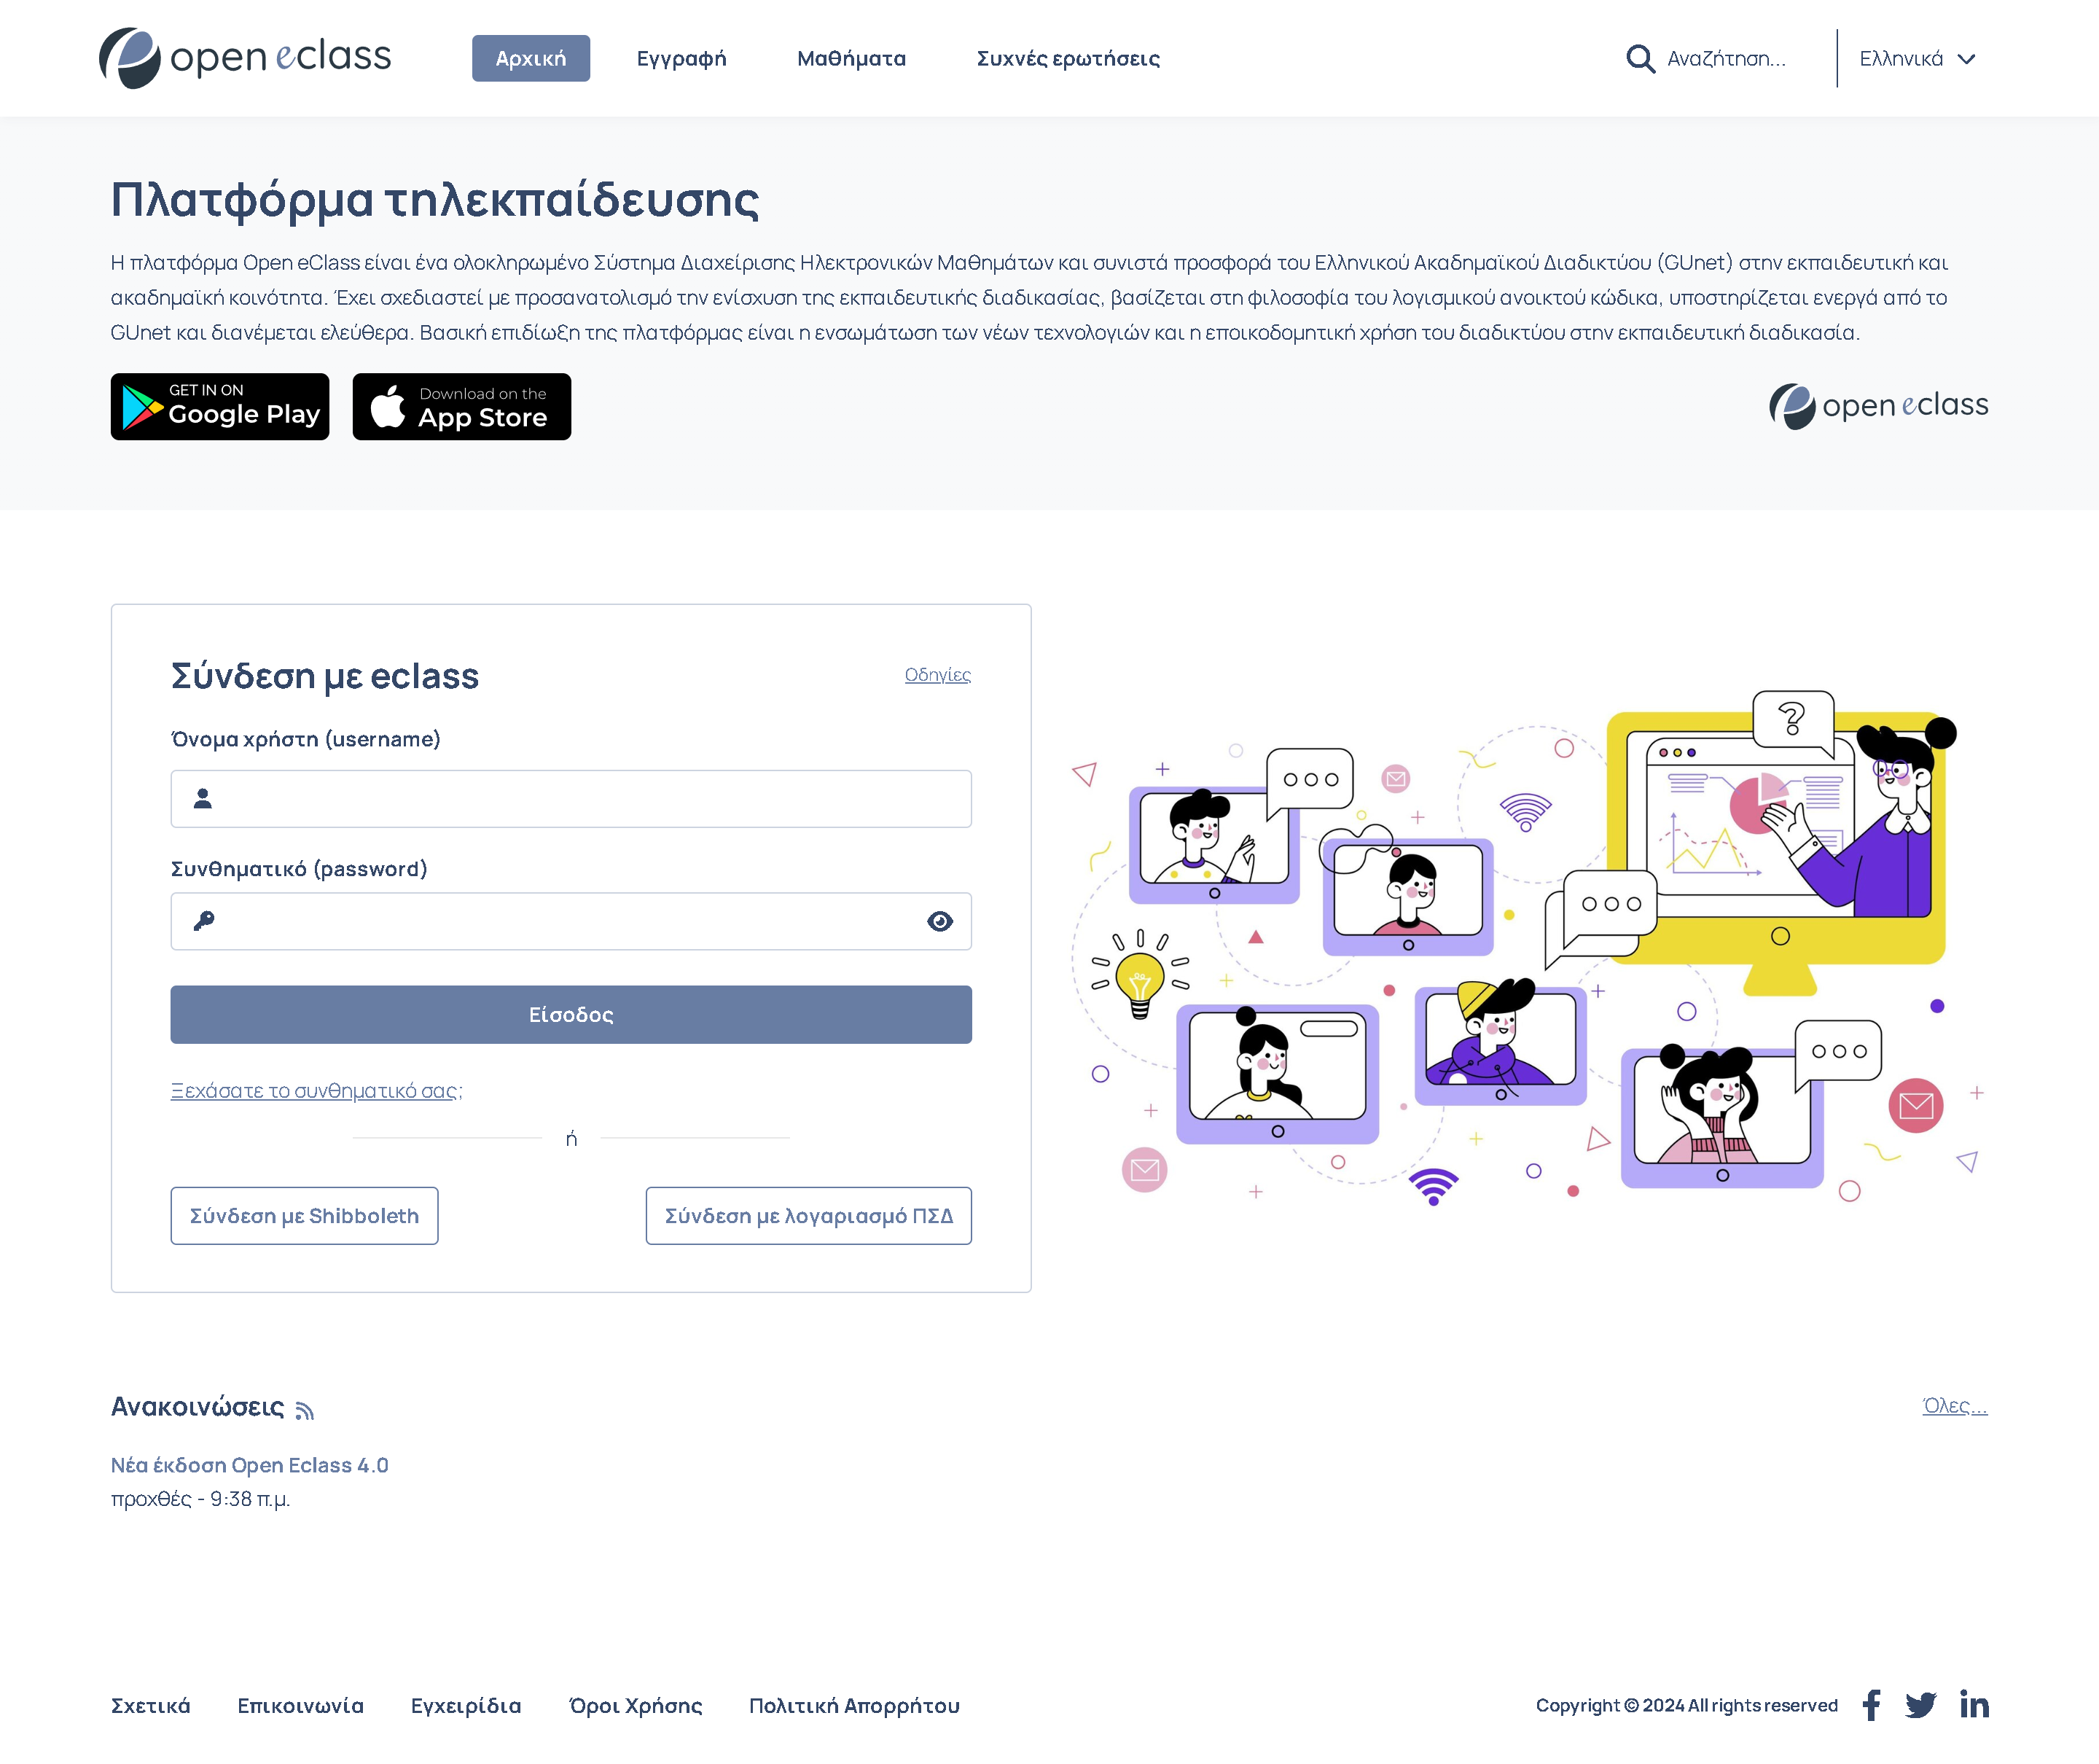 open eclass
Αρχική
Εγγραφή
Μαθήματα
Συχνές ερωτήσεις
Αναζήτηση...
Ελληνικά
Πλατφόρμα τηλεκπαίδευσης
Η πλατφόρμα Open eClass είναι ένα ολοκληρωμένο Σύστημα Διαχείρισης Ηλεκτρονικών Μαθημάτων και συνιστά προσφορά του Ελληνικού Ακαδημαϊκού Διαδικτύου (GUnet) στην εκπαιδευτική και
ακαδημαϊκή κοινότητα. Έχει σχεδιαστεί με προσανατολισμό την ενίσχυση της εκπαιδευτικής διαδικασίας, βασίζεται στη φιλοσοφία του λογισμικού ανοικτού κώδικα, υποστηρίζεται ενεργά από το
GUnet και διανέμεται ελεύθερα. Βασική επιδίωξη της πλατφόρμας είναι η ενσωμάτωση των νέων τεχνολογιών και η εποικοδομητική χρήση του διαδικτύου στην εκπαιδευτική διαδικασία.
GET IN ON
Google Play
Download on the
App Store
open eclass
Σύνδεση με eclass
Οδηγίες
Όνομα χρήστη (username)
Συνθηματικό (password)
Είσοδος
Ξεχάσατε το συνθηματικό σας;
ή
Σύνδεση με Shibboleth
Σύνδεση με λογαριασμό ΠΣΔ
?
Ανακοινώσεις
Όλες...
Νέα έκδοση Open Eclass 4.0
προχθές - 9:38 π.μ.
Σχετικά
Επικοινωνία
Εγχειρίδια
Όροι Χρήσης
Πολιτική Απορρήτου
Copyright © 2024 All rights reserved